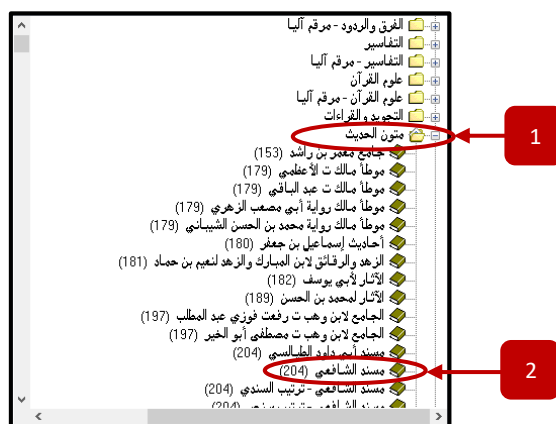 الفرق والردود - مرقم آليا
التفاسير
التفاسير - مرقم آليا
علوم القرآن
علوم القرآن - مرقم آليا
التجويد والقراءات
متون الحديث
1
جامع معمر بن راشد (153)
موطأ مالك ت الأعظمي (179)
موطأ مالك ت عبد الباقي (179)
موطأ مالك رواية أبي مصعب الزهري (179)
موطأ مالك رواية محمد بن الحسن الشيباني (179)
أحاديث إسماعيل بن جعفر (180)
الزهد والرقائق لابن المبارك والزهد لنعيم بن حماد (181)
الآثار لأبي يوسف (182)
الآثار لمحمد بن الحسن (189)
الجامع لابن وهب ت رفعت فوزي عبد المطلب (197)
الجامع لابن وهب ت مصطفى أبو الخير (197)
مسند أبي داود الطيالسي (204)
مسند الشافعي (204)
2
مسند الشافعي - ترتيب السندي (204)
مسند الشافعي - ترتيب سنجر (204)